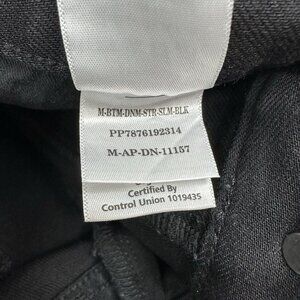 M-BTM-DNM-STR-SLM-BLK
PP7876192314
M-AP-DN-11157
Certified By
Control Union 1019435